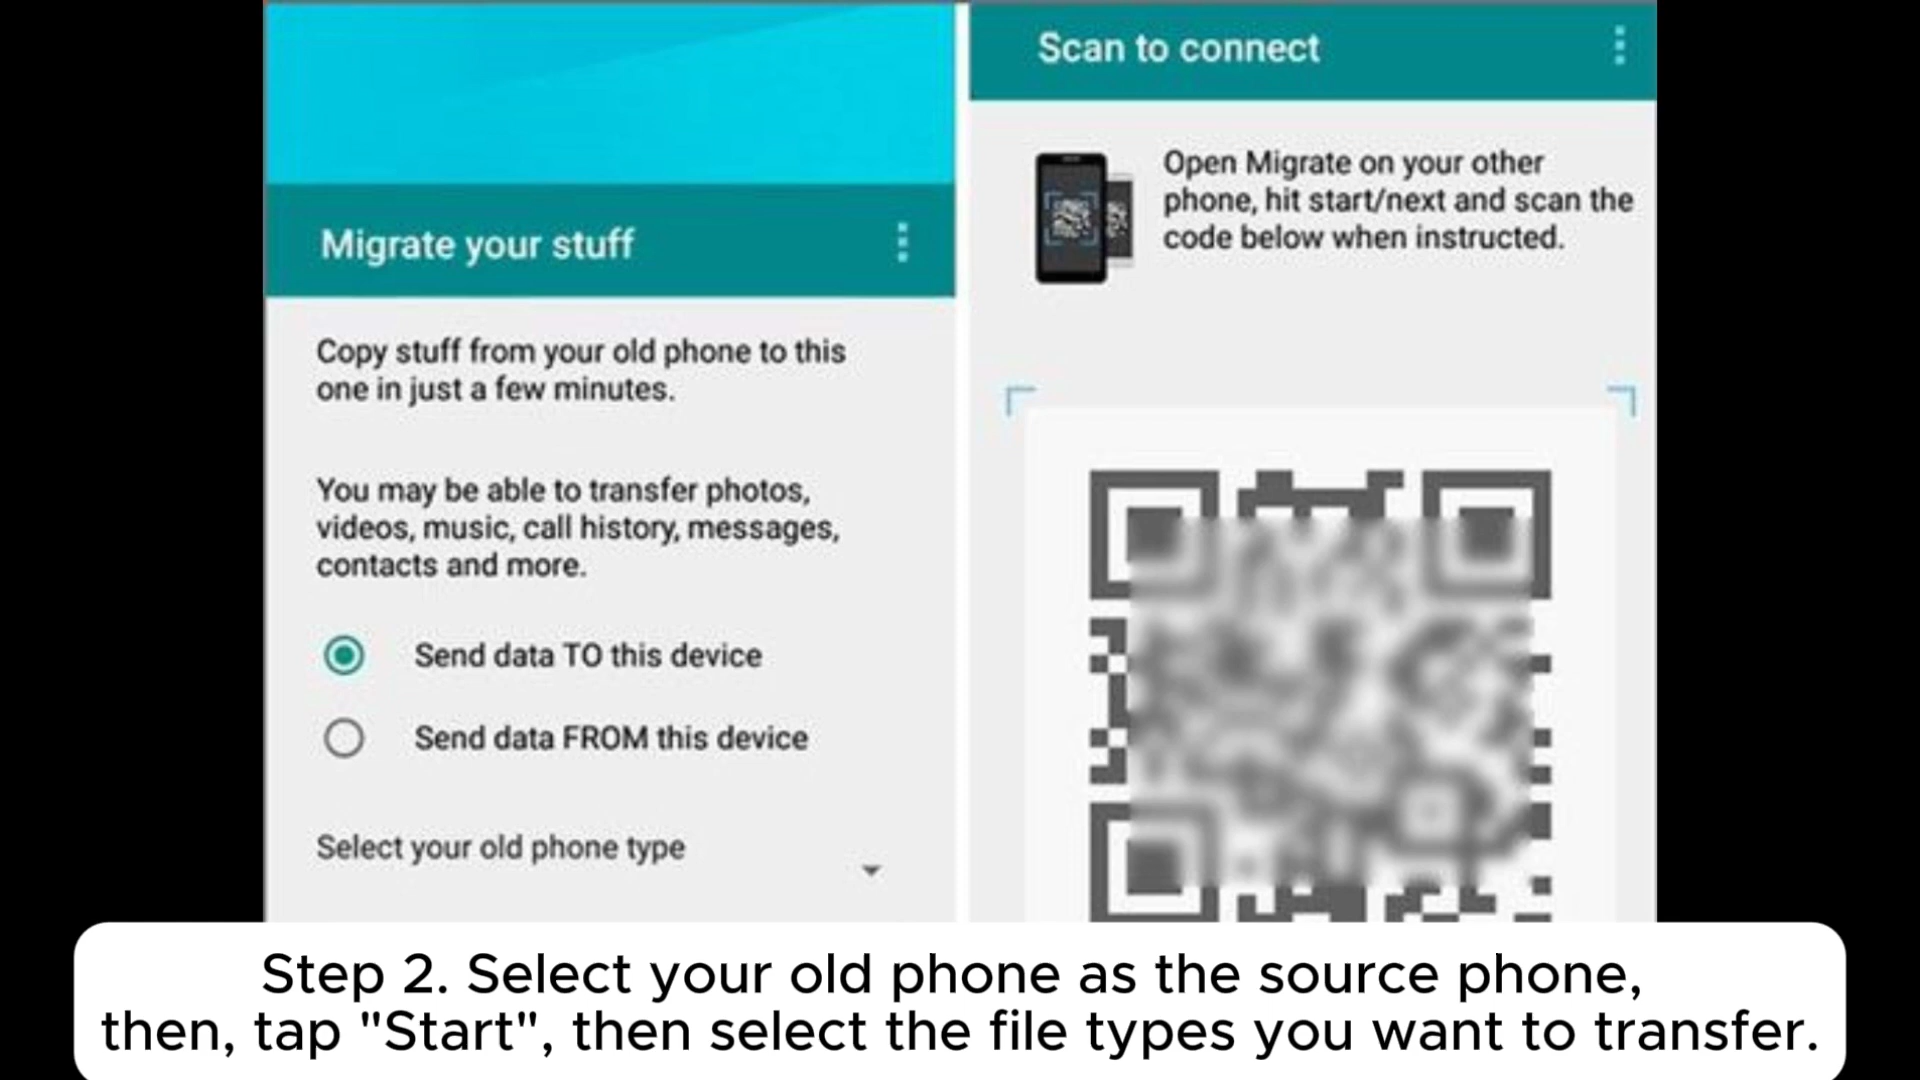 Migrate your stuff
Copy stuff from your old phone to this
one in just a few minutes.
You may be able to transfer photos,
videos, music, call history, messages,
contacts and more.
Send data TO this device
Send data FROM this device
Select your old phone type
Scan to connect
Open Migrate on your other
phone, hit start/next and scan the
code below when instructed.
Step 2. Select your old phone as the source phone,
then, tap "Start", then select the file types you want to transfer.